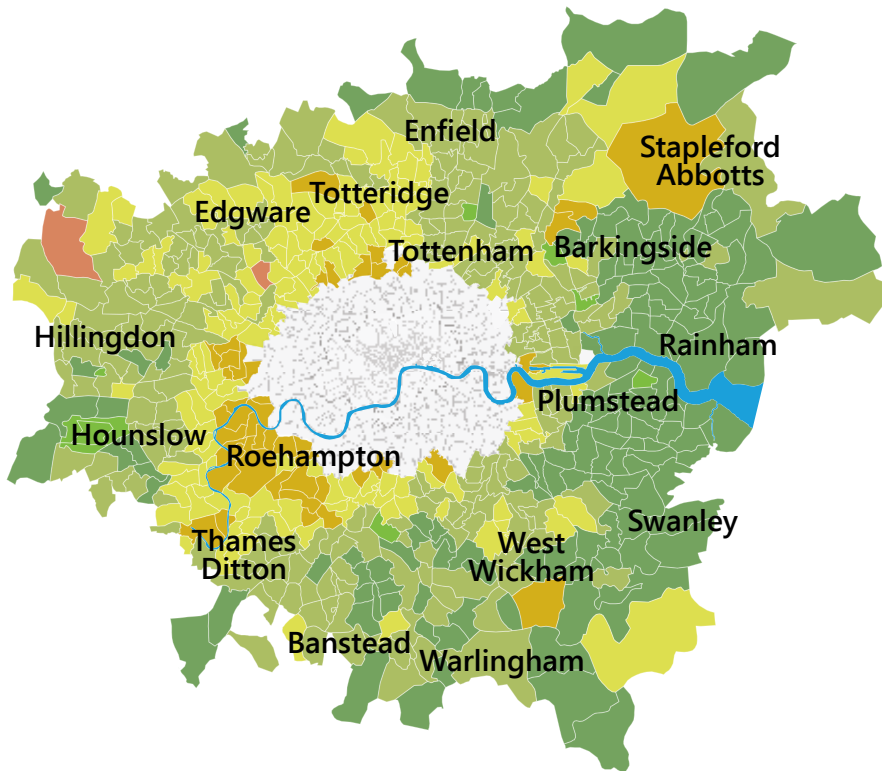 Enfield
Stapleford
Abbotts
Totteridge
Edgware
Tottenham
Barkingside
Hillingdon
Rainham
Plumstead
Hounslow
Roehampton
Swanley
Thames
Ditton
West
Wickham
Banstead
Warlingham